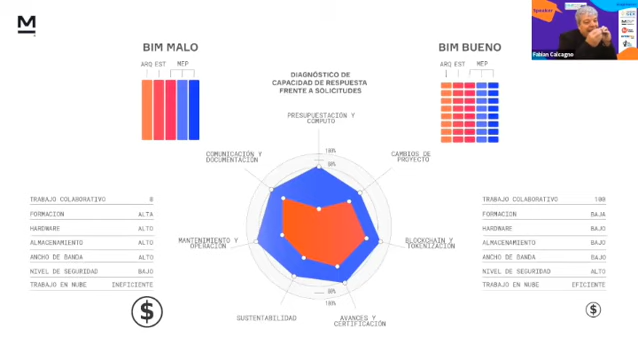 M
Speaker
Fabian Calcagno
BIM MALO
ARQ EST MEP
BIM BUENO
ARQ EST MEP
DIAGNÓSTICO DE
CAPACIDAD DE RESPUESTA
FRENTE A SOLICITUDES
PRESUPUESTACIÓN Y
CÓMPUTO
COMUNICACIÓN Y
DOCUMENTACIÓN
CAMBIOS DE
PROYECTO
MANTENIMIENTO Y
OPERACIÓN
BLOCKCHAIN Y
TOKENIZACIÓN
SUSTENTABILIDAD
AVANCES Y
CERTIFICACIÓN
100%
80%
80%
100%
TRABAJO COLABORATIVO 0
FORMACION ALTA
HARDWARE ALTO
ALMACENAMIENTO ALTO
ANCHO DE BANDA ALTO
NIVEL DE SEGURIDAD BAJO
TRABAJO EN NUBE INEFICIENTE
$
TRABAJO COLABORATIVO 100
FORMACIÓN BAJA
HARDWARE BAJO
ALMACENAMIENTO BAJO
ANCHO DE BANDA BAJO
NIVEL DE SEGURIDAD ALTO
TRABAJO EN NUBE EFICIENTE
$